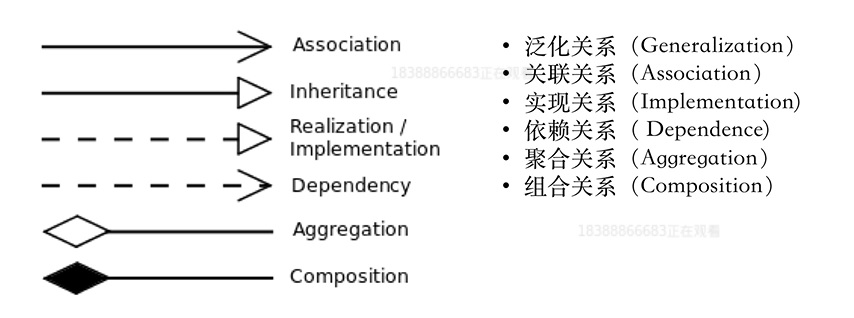 Association
Inheritance
Realization /
Implementation
Dependency
Aggregation
Composition
• 泛化关系（Generalization）
• 关联关系（Association）
• 实现关系（Implementation)
• 依赖关系（ Dependence)
• 聚合关系（Aggregation）
• 组合关系（Composition）
18388866683正在观看
18388866683正在观看